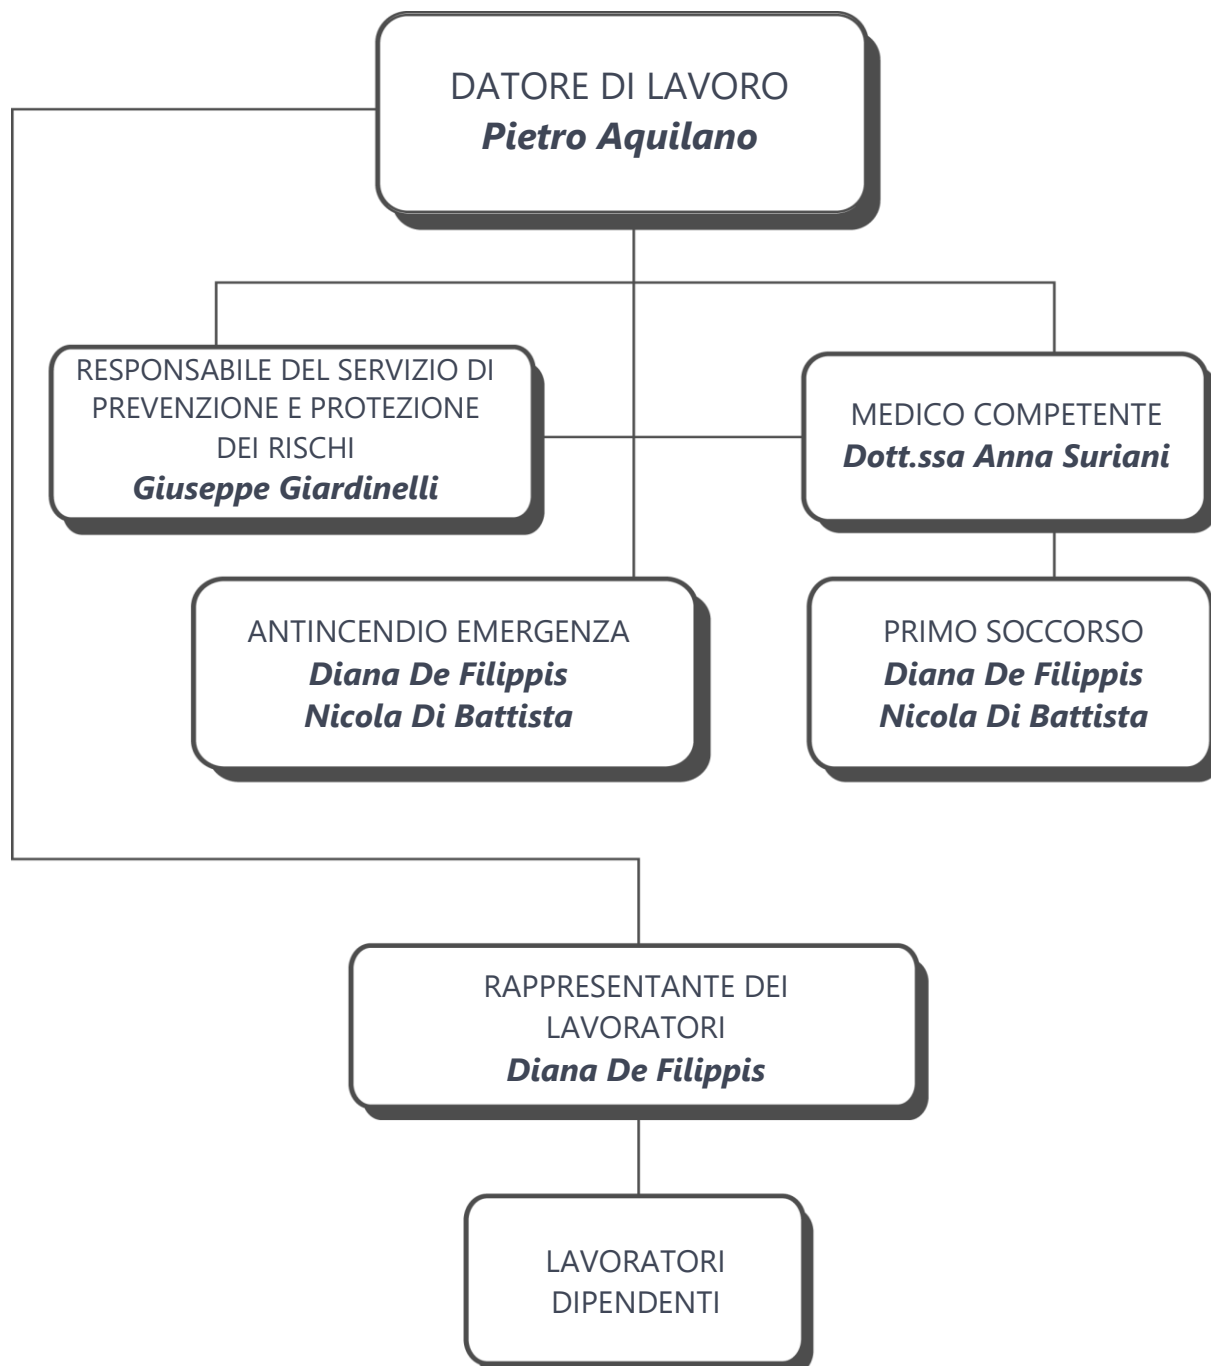 DATORE DI LAVORO
Pietro Aquilano
RESPONSABILE DEL SERVIZIO DI
PREVENZIONE E PROTEZIONE
DEI RISCHI
Giuseppe Giardinelli
MEDICO COMPETENTE
Dott.ssa Anna Suriani
ANTINCENDIO EMERGENZA
Diana De Filippis
Nicola Di Battista
PRIMO SOCCORSO
Diana De Filippis
Nicola Di Battista
RAPPRESENTANTE DEI
LAVORATORI
Diana De Filippis
LAVORATORI
DIPENDENTI